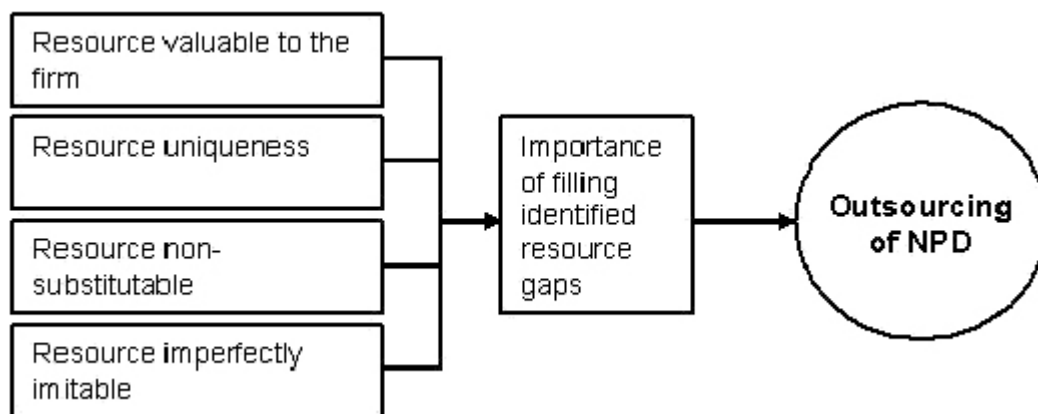 Resource valuable to the
firm
Resource uniqueness
Resource non-
substitutable
Resource imperfectly
imitable
Importance
of filling
identified
resource
gaps
Outsourcing
of NPD